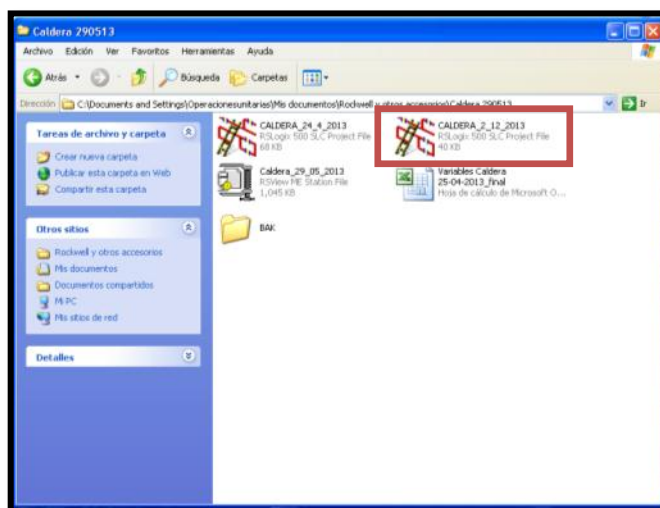 Caldera 290513
Archivo Edición Ver Favoritos Herramientas Ayuda
Atrás Búsqueda Carpetas
Dirección C:\Documents and Settings\Operacionesunitarias\Mis documentos\Rockwell y otros accesorios\Caldera 290513 Ir
Tareas de archivo y carpeta
Crear nueva carpeta
Publicar esta carpeta en Web
Compartir esta carpeta
Otros sitios
Rockwell y otros accesorios
Mis documentos
Documentos compartidos
Mi PC
Mis sitios de red
Detalles
CALDERA_24_4_2013
RSLogix 500 SLC Project File
68 KB
CALDERA_2_12_2013
RSLogix 500 SLC Project File
40 KB
Caldera_29_05_2013
RSView ME Station File
1,045 KB
Variables Caldera
25-04-2013_final
Hoja de cálculo de Microsoft O...
BAK